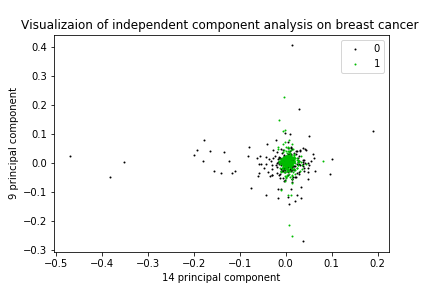 Visualizaion of independent component analysis on breast cancer
0.4
0.3
0.2
0.1
0.0
−0.1
−0.2
−0.3
9 principal component
0
1
−0.5 −0.4 −0.3 −0.2 −0.1 0.0 0.1 0.2
14 principal component